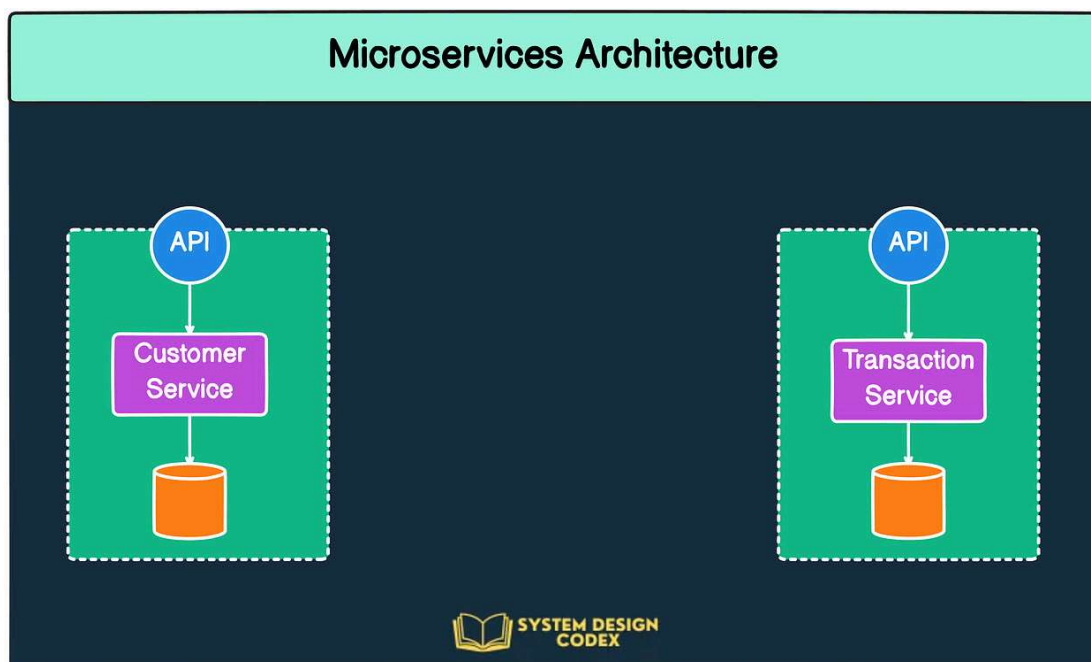 Microservices Architecture
API
Customer
Service
API
Transaction
Service
SYSTEM DESIGN
CODEX